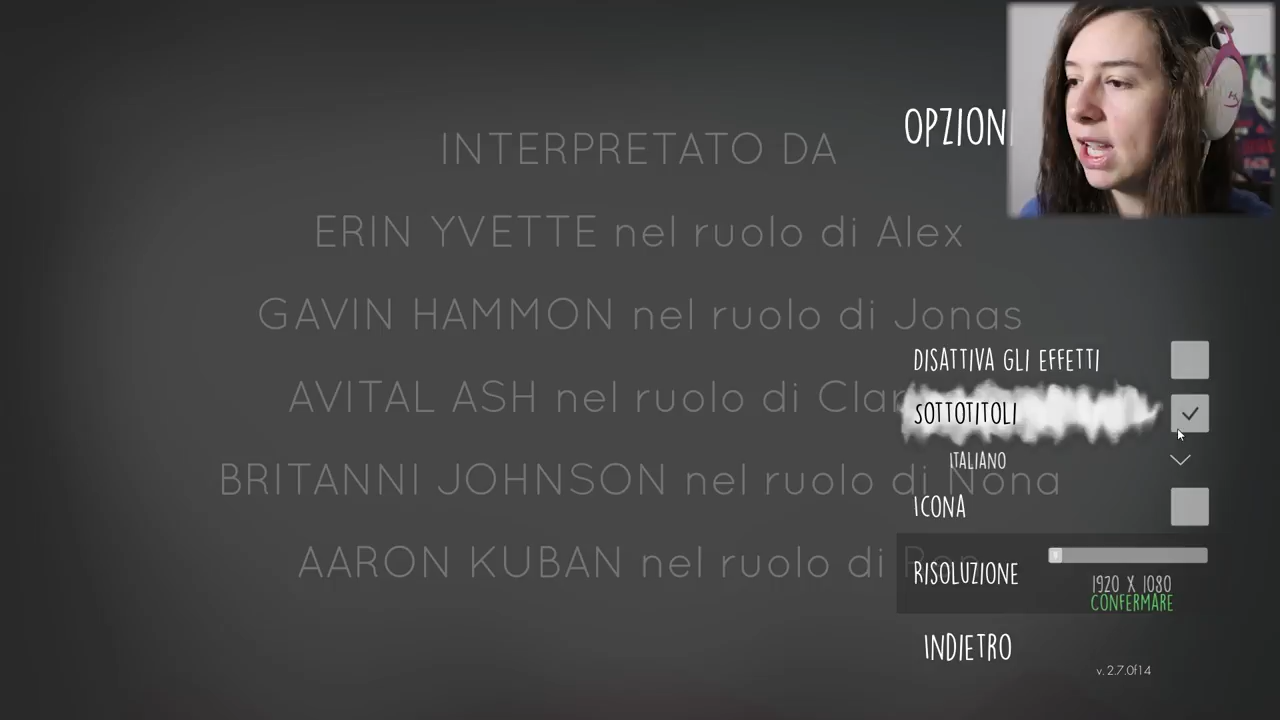 INTERPRETATO DA
ERIN YVETTE nel ruolo di Alex
GAVIN HAMMON nel ruolo di Jonas
AVITAL ASH nel ruolo di
BRITANNI JOHNSON nel ruolo di Nona
AARON KUBAN nel ruolo di
OPZIONI
DISATTIVA GLI EFFETTI
SOTTOTITOLI
ITALIANO
ICONA
RISOLUZIONE
1920 X 1080
CONFERMARE
INDIETRO
v. 2.7.0f14